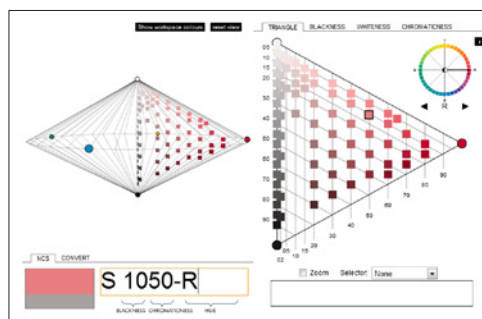 Show workspace colours reset view
TRIANGLE BLACKNESS WHITENESS CHROMATICNESS
05
10
20
30
40
50
60
70
80
90
02 05 10 20 30 40 50 60 70 80 90
NCS CONVERT
S 1050-R
BLACKNESS CHROMATICNESS HUE
Zoom Selector: None